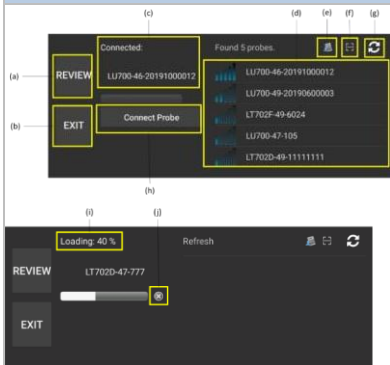 (c) (d) (e) (f) (g)
Connected: Found 5 probes.
(a) REVIEW LU700-46-20191000012 LU700-46-20191000012
LU700-49-20190600003
(b) EXIT Connect Probe LT702F-49-6024
LU700-47-105
LT702D-49-11111111
(h)
(i) (j)
Loading: 40 % Refresh
REVIEW LT702D-47-777
EXIT